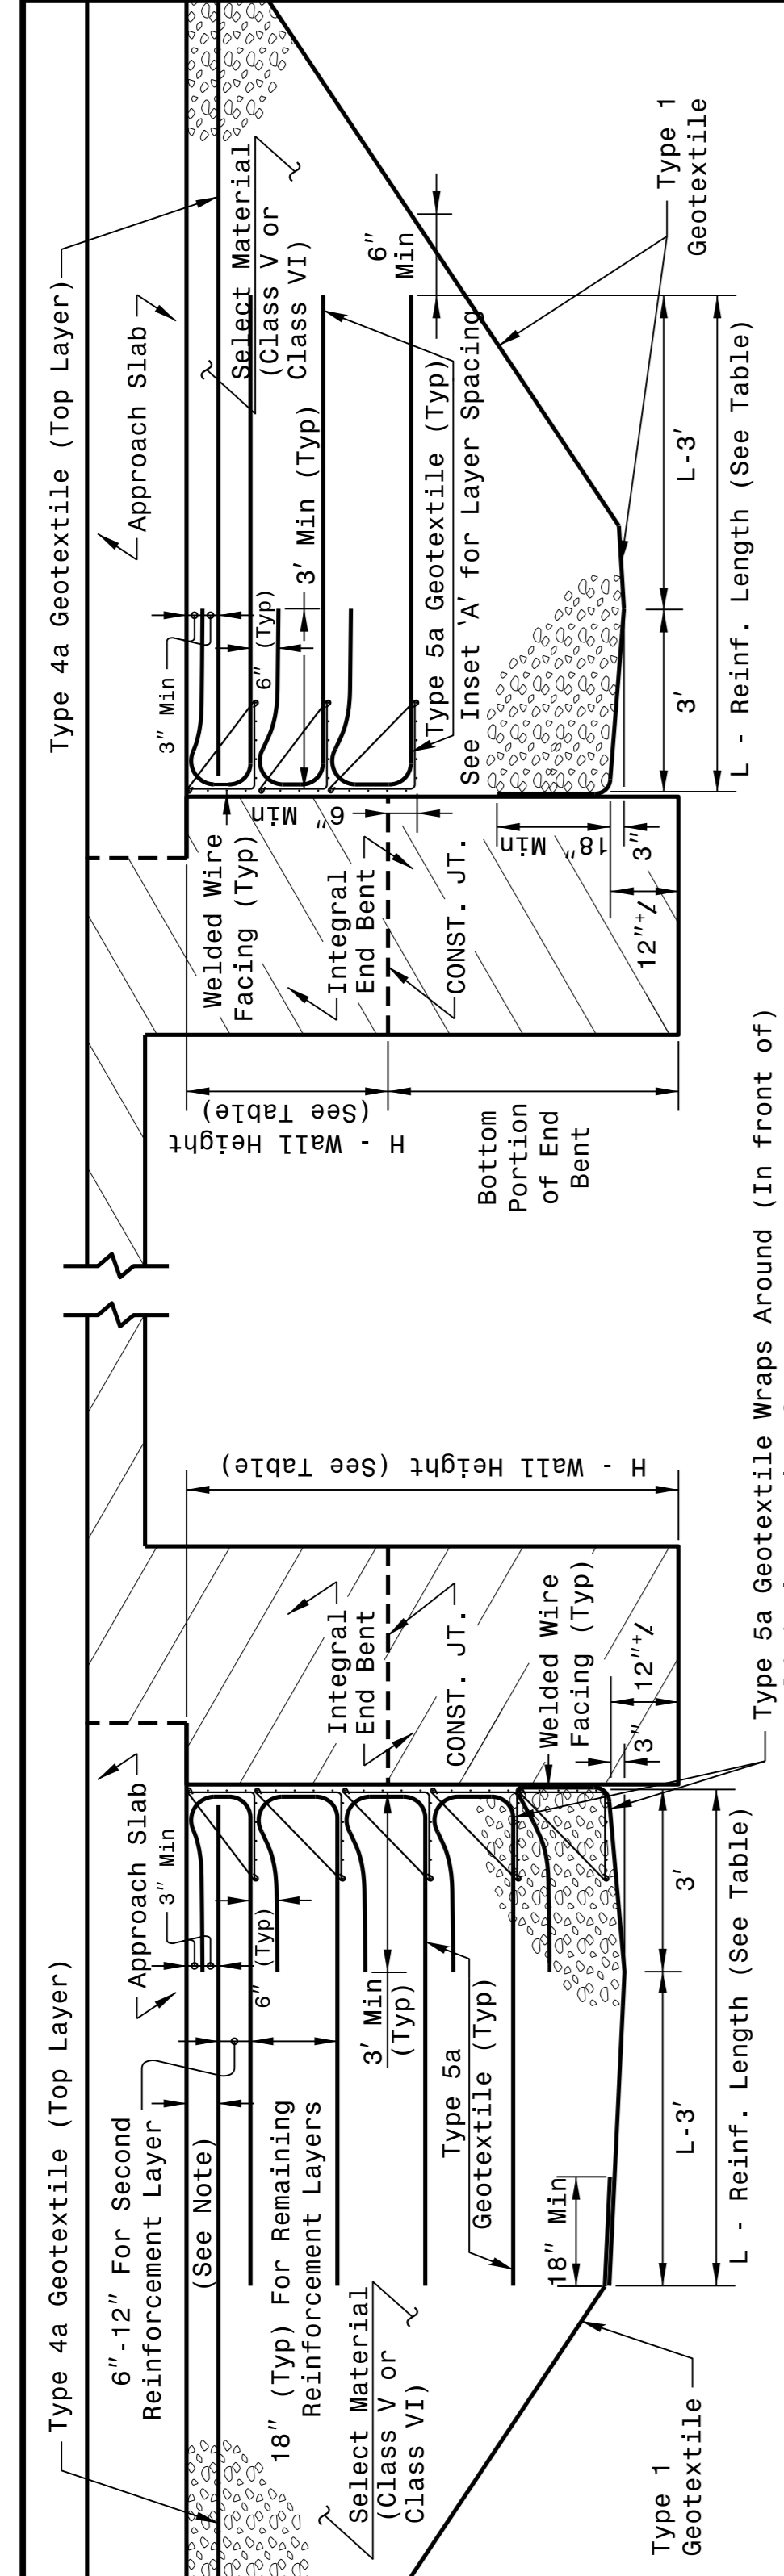 Type 4a Geotextile (Top Layer)
Approach Slab
3" Min
6"-12" For Second
Reinforcement Layer
(See Note)
6" (Typ)
18" (Typ) For Remaining
Reinforcement Layers
3' Min
(Typ)
Select Material
(Class V or
Class VI)
Type 5a
Geotextile (Typ)
18" Min
Type 1
Geotextile
L-3'
3'
L - Reinf. Length (See Table)
Integral
End Bent
CONST. JT.
Welded Wire
Facing (Typ)
3"
12"+/
H - Wall Height (See Table)
Type 5a Geotextile Wraps Around (In front of)
H - Wall Height
(See Table)
Bottom
Portion
of End
Bent
Welded Wire
Facing (Typ)
Integral
End Bent
CONST. JT.
6" Min
18" Min
3"
12"+/
Type 4a Geotextile (Top Layer)
Approach Slab
3" Min
6" (Typ)
3' Min (Typ)
Select Material
(Class V or
Class VI)
6"
Min
Type 5a Geotextile (Typ)
See Inset 'A' for Layer Spacing
Type 1
Geotextile
3'
L-3'
L - Reinf. Length (See Table)